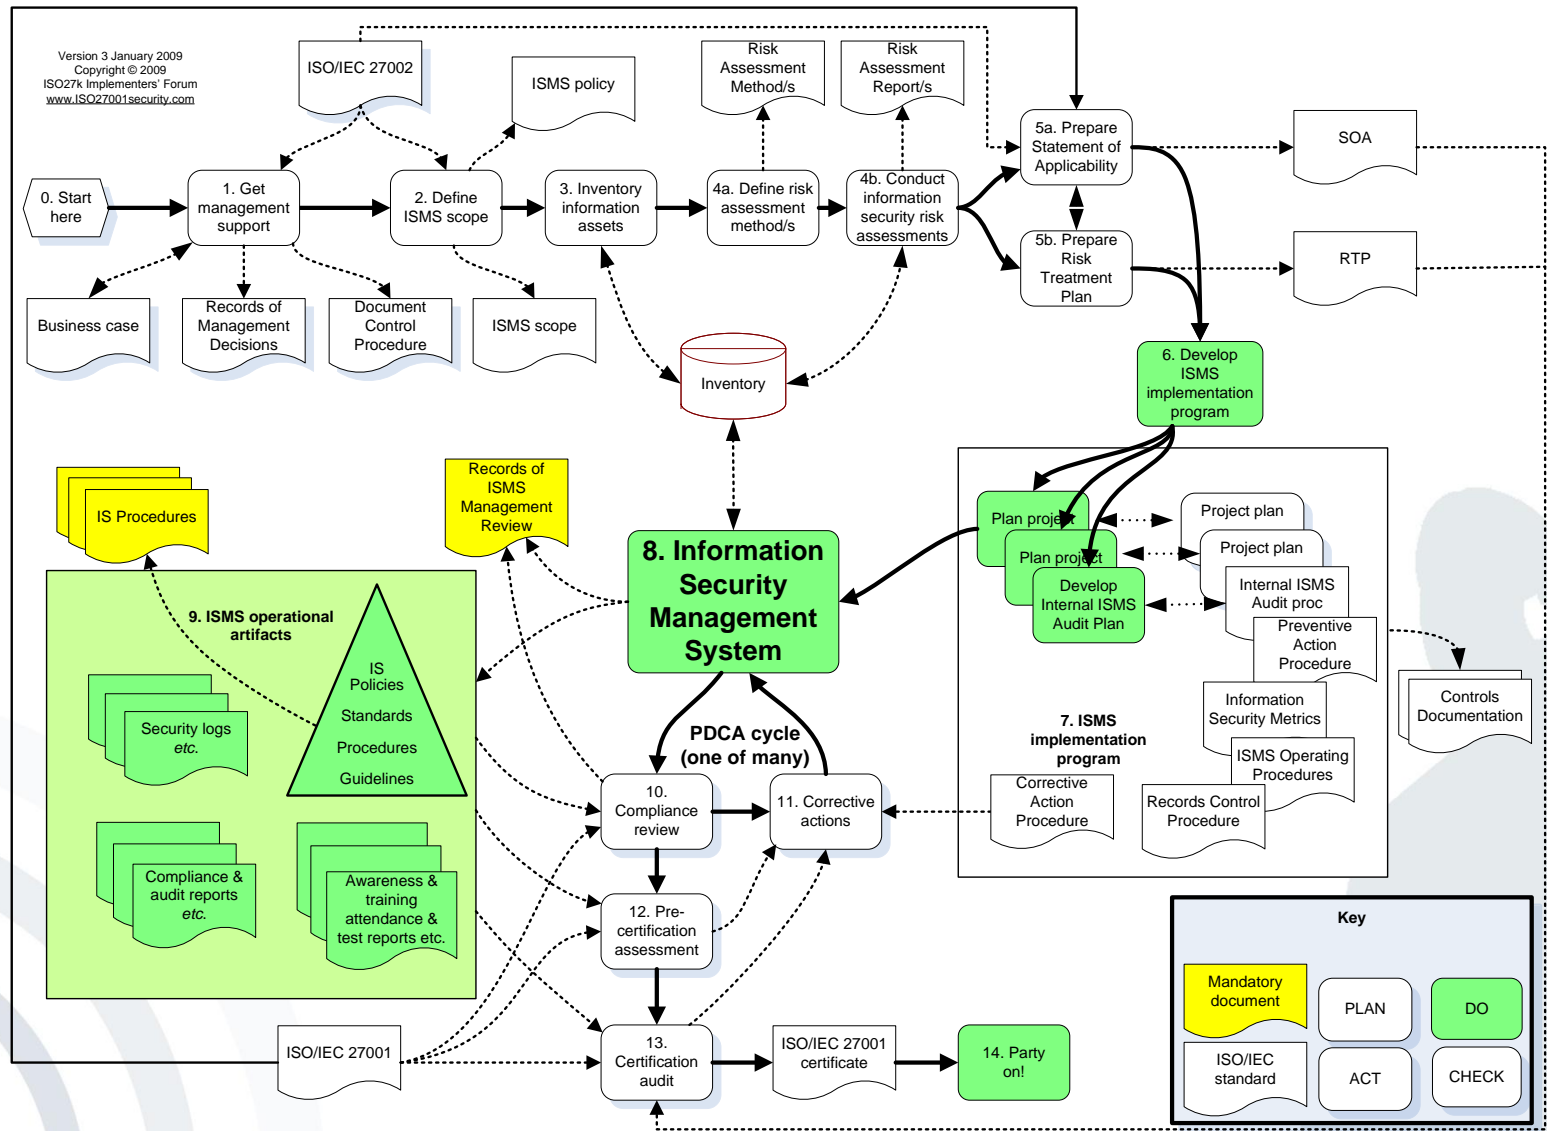 Version 3 January 2009
Copyright © 2009
ISO27k Implementers' Forum
www.ISO27001security.com
ISO/IEC 27002
ISMS policy
Risk
Assessment
Method/s
Risk
Assessment
Report/s
0. Start
here
1. Get
management
support
2. Define
ISMS scope
3. Inventory
information
assets
4a. Define risk
assessment
method/s
4b. Conduct
information
security risk
assessments
5a. Prepare
Statement of
Applicability
SOA
5b. Prepare
Risk
Treatment
Plan
RTP
Business case
Records of
Management
Decisions
Document
Control
Procedure
ISMS scope
Inventory
6. Develop
ISMS
implementation
program
IS Procedures
Records of
ISMS
Management
Review
8. Information
Security
Management
System
Plan project
Plan project
Develop
Internal ISMS
Audit Plan
Project plan
Project plan
Internal ISMS
Audit proc
Preventive
Action
Procedure
Information
Security Metrics
ISMS Operating
Procedures
Records Control
Procedure
Corrective
Action
Procedure
7. ISMS
implementation
program
Controls
Documentation
9. ISMS operational
artifacts
IS
Policies
Standards
Procedures
Guidelines
Security logs
etc.
Compliance &
audit reports
etc.
Awareness &
training
attendance &
test reports etc.
PDCA cycle
(one of many)
10.
Compliance
review
11. Corrective
actions
12. Pre-
certification
assessment
13.
Certification
audit
ISO/IEC 27001
ISO/IEC 27001
certificate
14. Party
on!
Key
Mandatory
document
PLAN
DO
ISO/IEC
standard
ACT
CHECK